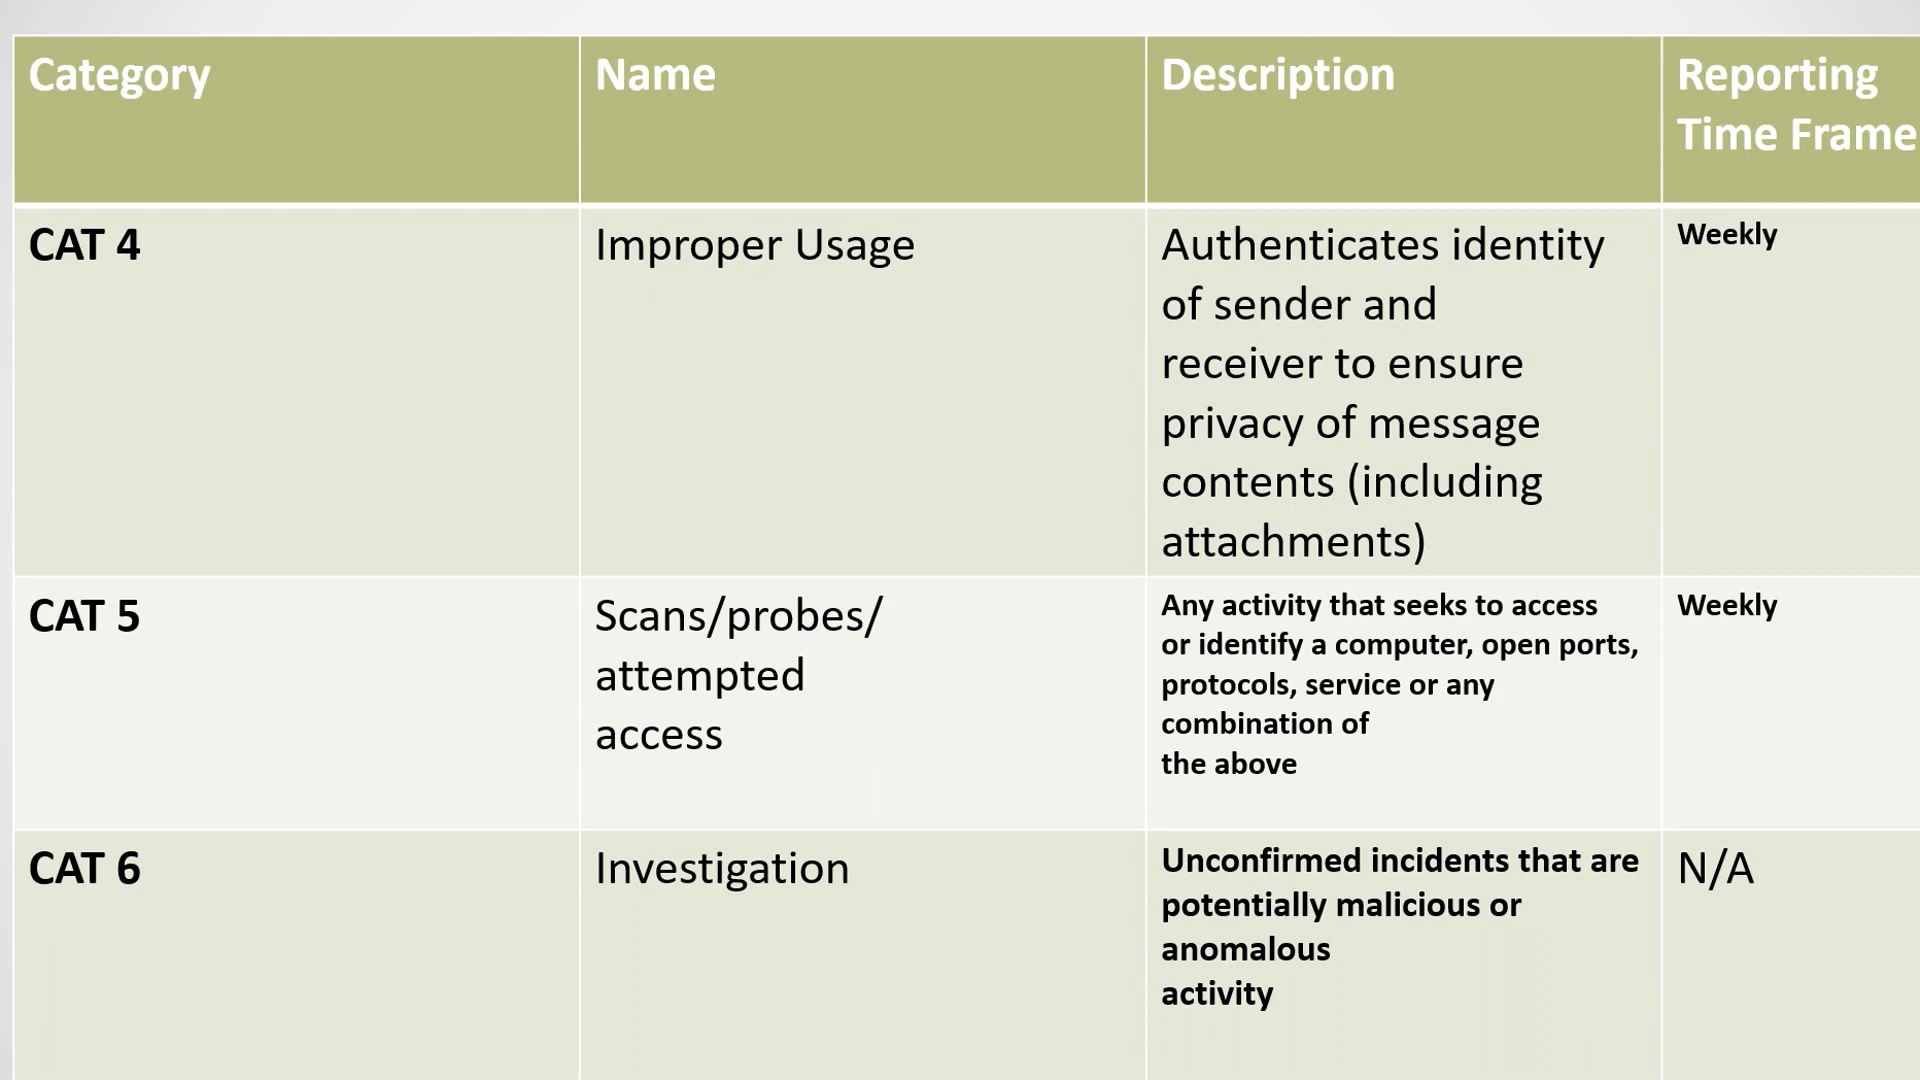 Category
Name
Description
Reporting
Time Frame
CAT 4
Improper Usage
Authenticates identity
of sender and
receiver to ensure
privacy of message
contents (including
attachments)
Weekly
CAT 5
Scans/probes/
attempted
access
Any activity that seeks to access
or identify a computer, open ports,
protocols, service or any
combination of
the above
Weekly
CAT 6
Investigation
Unconfirmed incidents that are
potentially malicious or
anomalous
activity
N/A